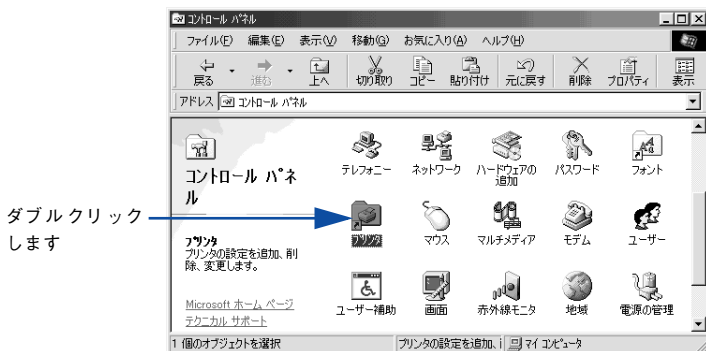 コントロール パネル
ファイル(F) 編集(E) 表示(V) 移動(G) お気に入り(A) ヘルプ(H)
戻る 進む 上へ 切り取り コピー 貼り付け 元に戻す 削除 プロパティ 表示
アドレス コントロール パネル
コントロール パネ
ル
プリンタ
プリンタの設定を追加、削
除、変更します。
Microsoft ホーム ページ
テクニカル サポート
テレフォニー ネットワーク ハードウェアの
追加 パスワード フォント
プリンタ マウス マルチメディア モデム ユーザー
ユーザー補助 画面 赤外線モニタ 地域 電源の管理
1 個のオブジェクトを選択 プリンタの設定を追加、i マイ コンピュータ
ダブルクリック
します